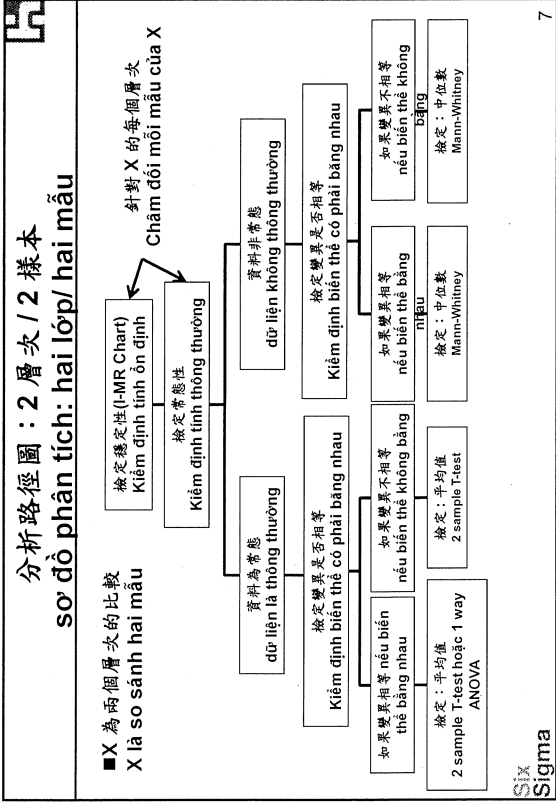 分析路徑圖：2 層次 / 2 樣本
sơ đồ phân tích: hai lớp/ hai mẫu
■X 為兩個層次的比較
X là so sánh hai mẫu
檢定穩定性(I-MR Chart)
Kiểm định tính ổn định
檢定常態性
Kiểm định tính thông thường
針對 X 的每個層次
Châm đối mỗi mẫu của X
資料為常態
dữ liện là thông thường
資料非常態
dữ liện không thông thường
檢定變異是否相等
Kiểm định biến thể có phải băng nhau
檢定變異是否相等
Kiểm định biến thể có phải băng nhau
如果變異相等 nếu biến
thể bằng nhau
如果變異不相等
nếu biến thể không bằng
如果變異相等
nếu biến thể bằng
nhau
如果變異不相等
nếu biến thể không
bằng
檢定：平均值
2 sample T-test hoặc 1 way
ANOVA
檢定：平均值
2 sample T-test
檢定：中位數
Mann-Whitney
檢定：中位數
Mann-Whitney
Six
Sigma
7